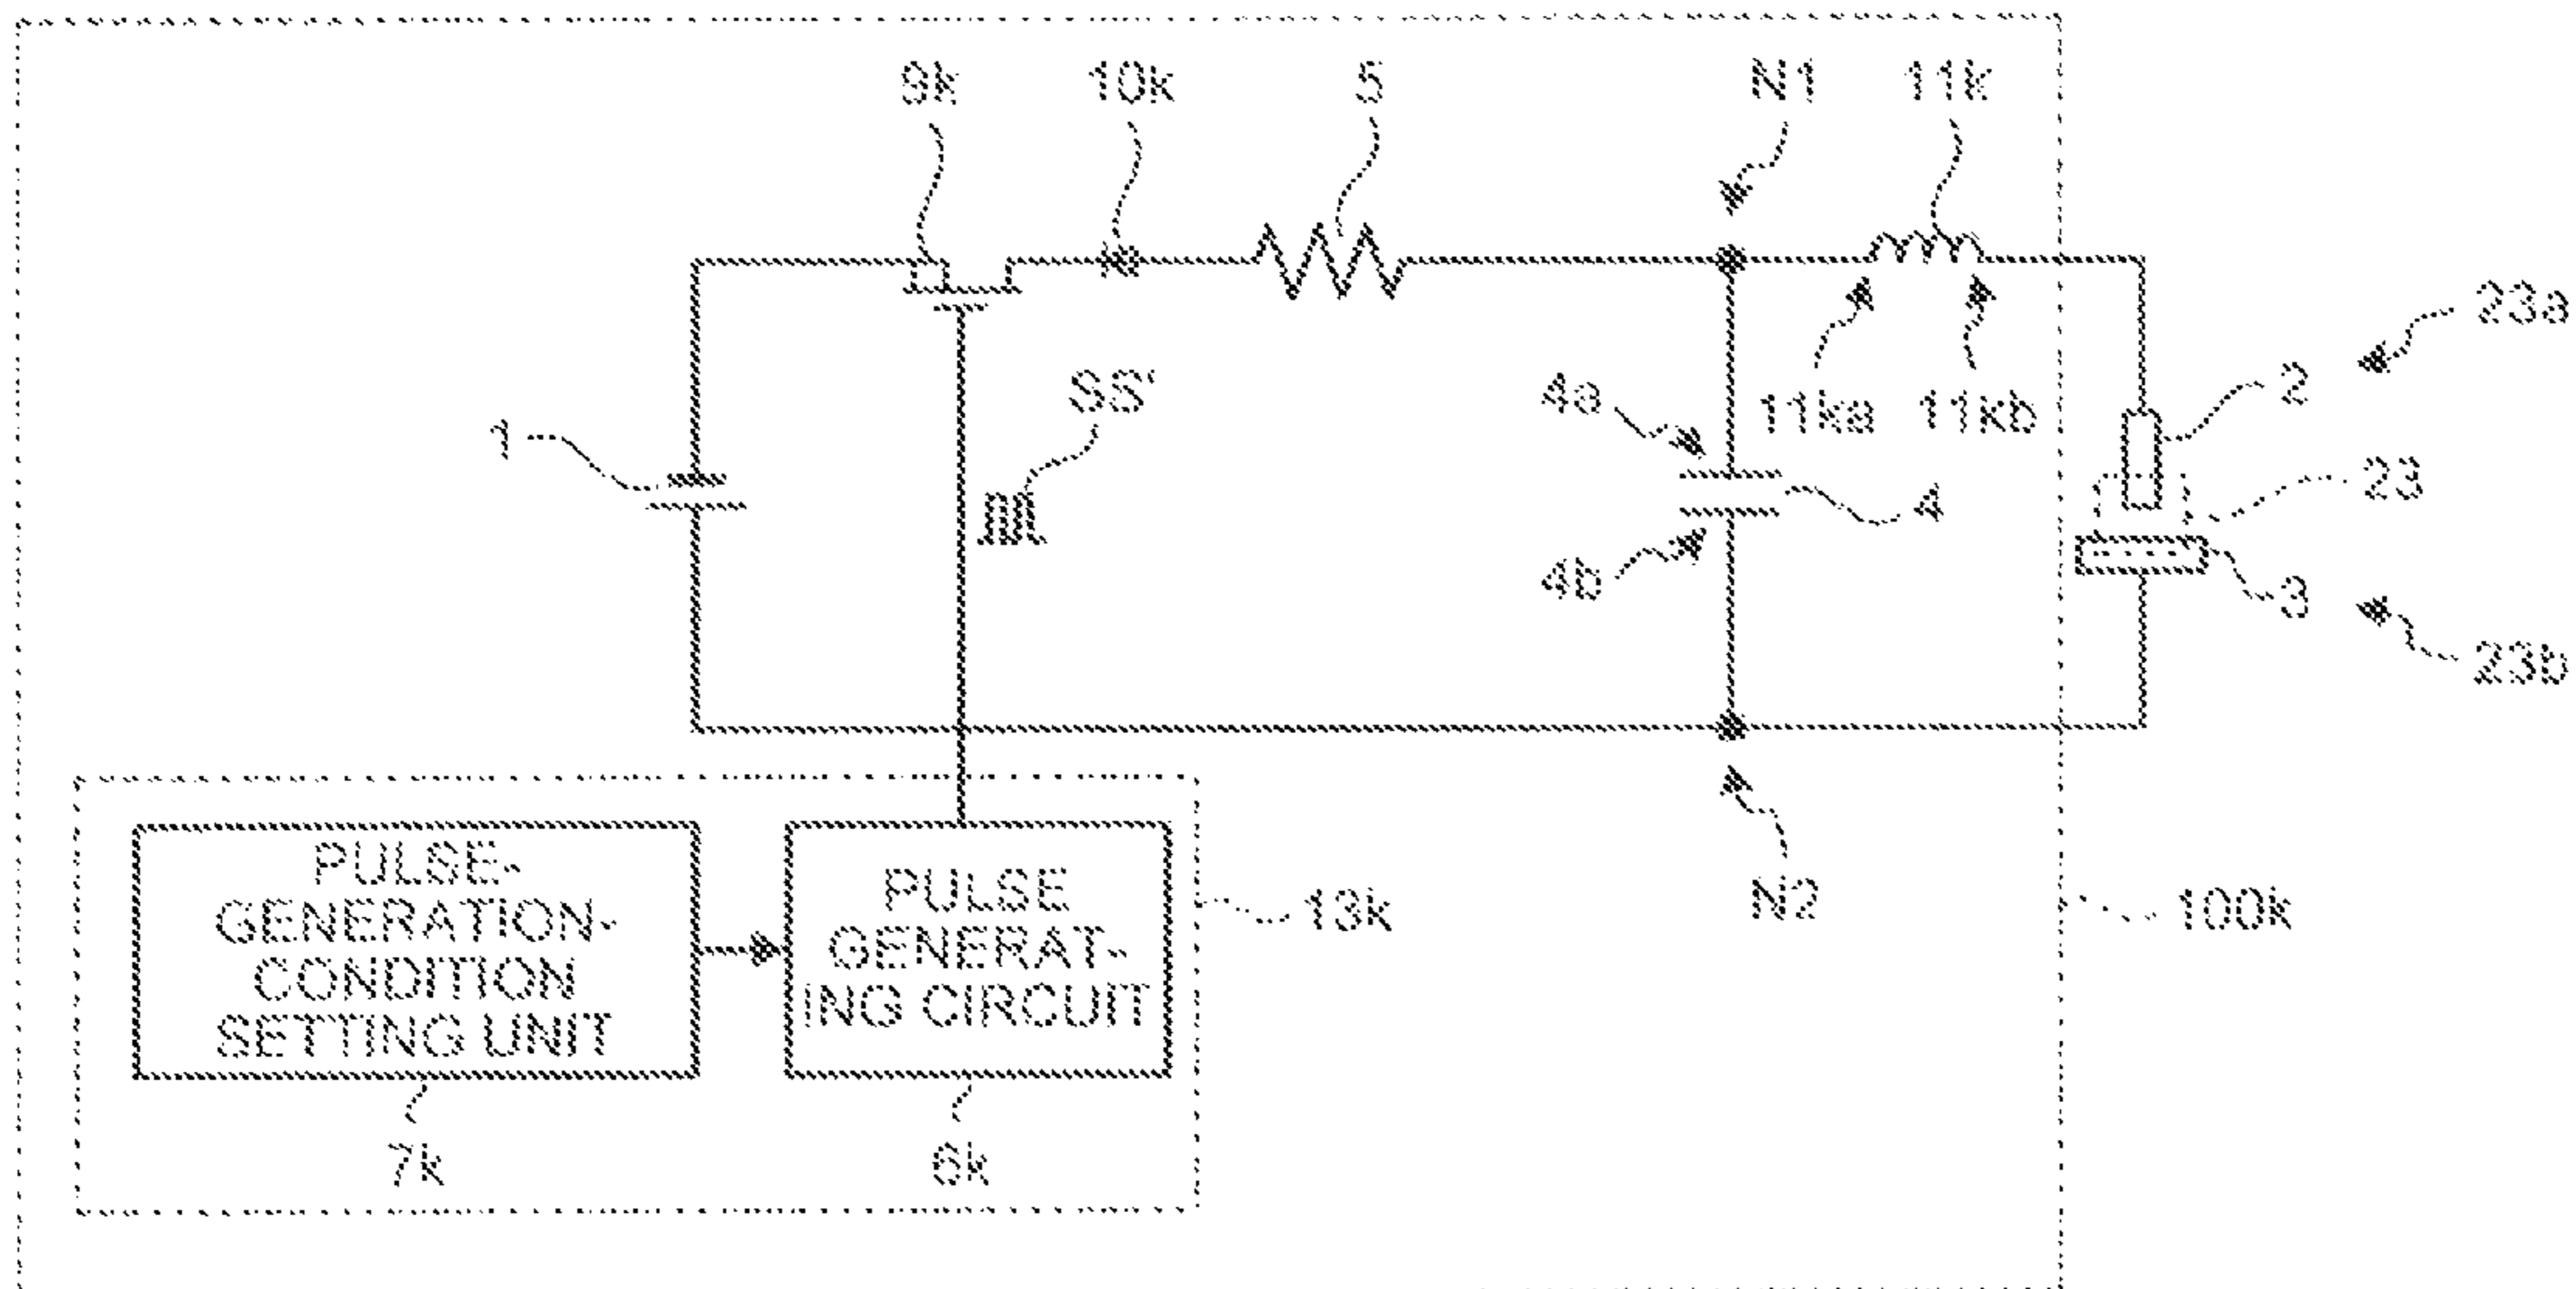 9k
10k
5
N1
11k
23a
SS'
4a
11ka
11kb
2
1
4
23
4b
3
23b
PULSE-
GENERATION-
CONDITION
SETTING UNIT
PULSE
GENERAT-
ING CIRCUIT
13k
N2
100k
7k
6k